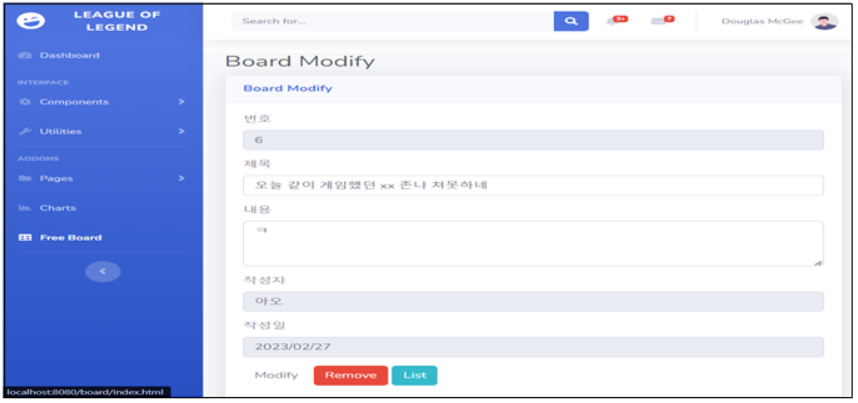 LEAGUE OF
LEGEND
Search for...
3+
7
Douglas McGee
Dashboard
INTERFACE
Components
Utilities
ADDONS
Pages
Charts
Free Board
Board Modify
Board Modify
번호
6
제목
오늘 같이 게임했던 xx 존나 쳐못하네
내용
ㅋ
작성자
아오
작성일
2023/02/27
Modify
Remove
List
localhost:8080/board/index.html